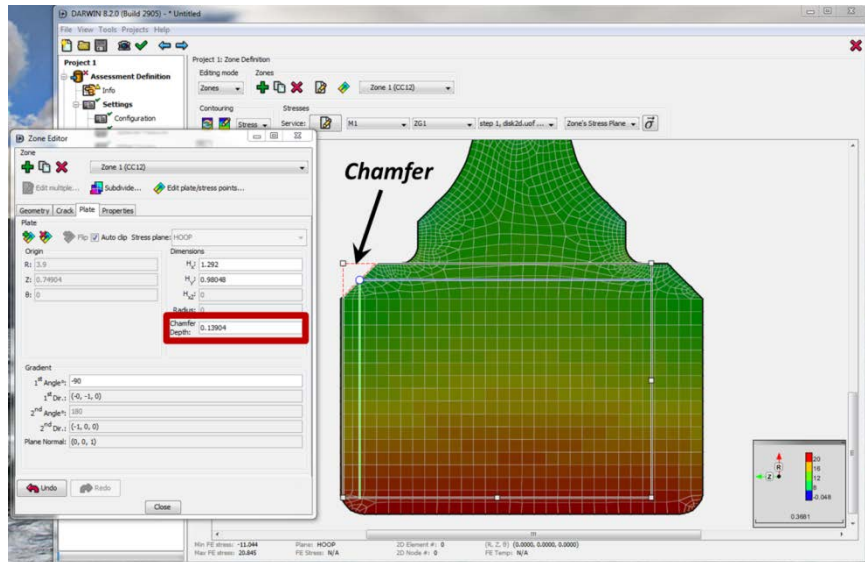 DARWIN 8.2.0 (Build 2905) - * Untitled
File View Tools Projects Help
Project 1
Assessment Definition
Info
Settings
Configuration
Project 1: Zone Definition
Editing mode Zones
Zones Zone 1 (CC12)
Contouring Stresses
Stress Service: M1 ZG1 step 1, disk2d.uof .... Zone's Stress Plane
Zone Editor
Zone
Zone 1 (CC12)
Edit multiple... Subdivide... Edit plate/stress points...
Geometry Crack Plate Properties
Plate
Flip Auto clip Stress plane: HOOP
Origin Dimensions
R: 3.9 Hx: 1.292
Z: 0.74904 Hy: 0.98048
θ: 0 Hx2: 0
Radius: 0
Chamfer
Depth: 0.13904
Gradient
1st Angle°: -90
1st Dir.: (-0, -1, 0)
2nd Angle°: 180
2nd Dir.: (-1, 0, 0)
Plane Normal: (0, 0, 1)
Undo Redo
Close
Chamfer
R
Z
20
16
12
8
-0.048
0.3681
Min FE stress: -11.044 Plane: HOOP 2D Element #: 0 (R, Z, θ) (0.0000, 0.0000, 0.0000)
Max FE stress: 20.845 FE Stress: N/A 2D Node #: 0 FE Temp: N/A